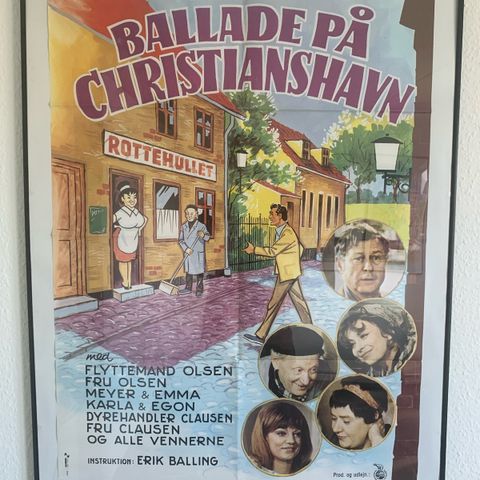 BALLADE PÅ
CHRISTIANSHAVN
ROTTEHULLET
med
FLYTTEMAND OLSEN
FRU OLSEN
MEYER & EMMA
KARLA & EGON
DYREHANDLER CLAUSEN
FRU CLAUSEN
OG ALLE VENNERNE
INSTRUKTION: ERIK BALLING
Prod. og udlejn.: